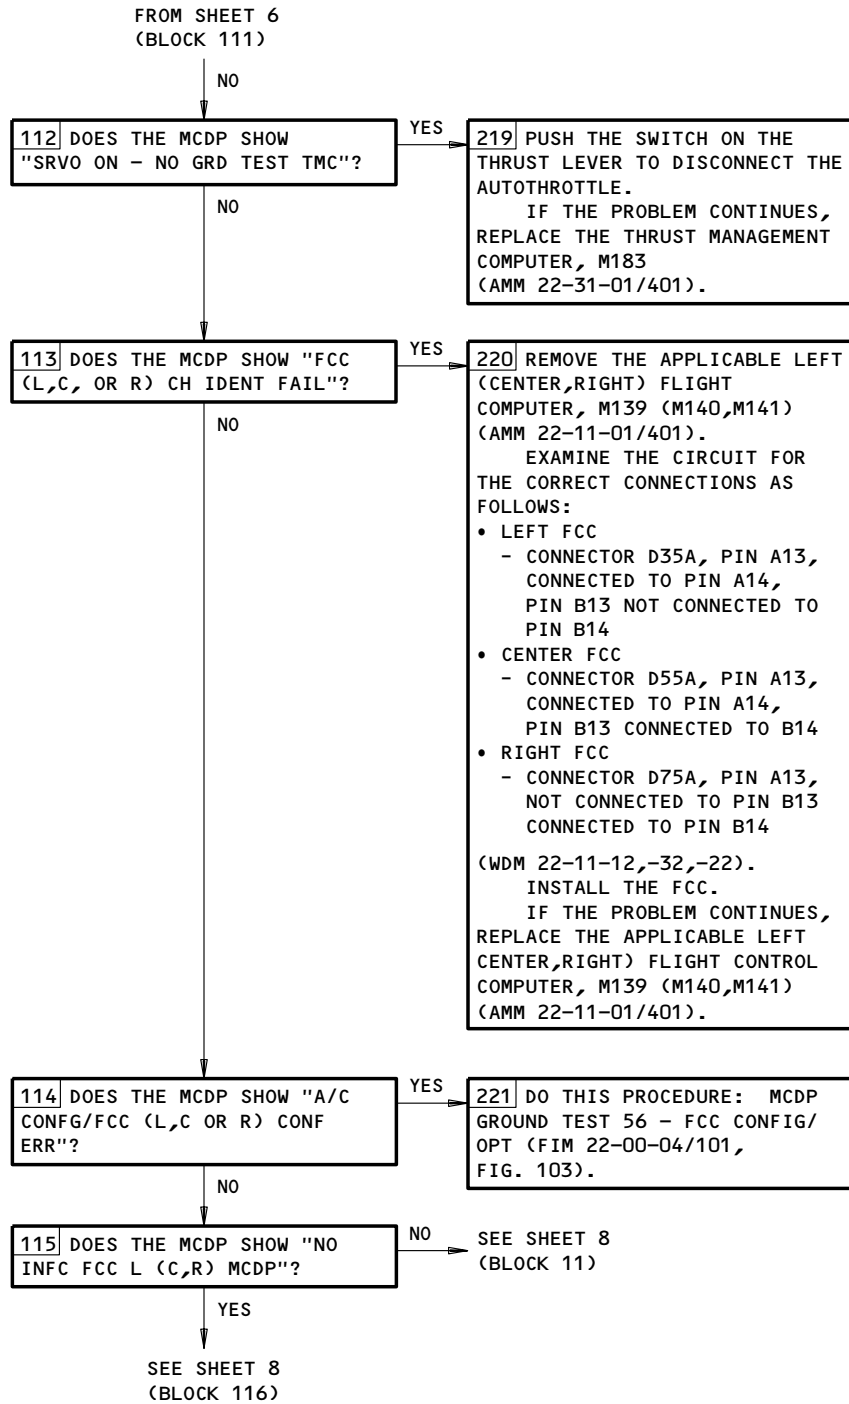 FROM SHEET 6
(BLOCK 111)
NO
112 DOES THE MCDP SHOW
"SRVO ON – NO GRD TEST TMC"?
YES
219 PUSH THE SWITCH ON THE
THRUST LEVER TO DISCONNECT THE
AUTOTHROTTLE.
IF THE PROBLEM CONTINUES,
REPLACE THE THRUST MANAGEMENT
COMPUTER, M183
(AMM 22–31–01/401).
NO
113 DOES THE MCDP SHOW "FCC
(L,C, OR R) CH IDENT FAIL"?
YES
220 REMOVE THE APPLICABLE LEFT
(CENTER,RIGHT) FLIGHT
COMPUTER, M139 (M140,M141)
(AMM 22–11–01/401).
EXAMINE THE CIRCUIT FOR
THE CORRECT CONNECTIONS AS
FOLLOWS:
• LEFT FCC
– CONNECTOR D35A, PIN A13,
CONNECTED TO PIN A14,
PIN B13 NOT CONNECTED TO
PIN B14
• CENTER FCC
– CONNECTOR D55A, PIN A13,
CONNECTED TO PIN A14,
PIN B13 CONNECTED TO B14
• RIGHT FCC
– CONNECTOR D75A, PIN A13,
NOT CONNECTED TO PIN B13
CONNECTED TO PIN B14
(WDM 22–11–12,–32,–22).
INSTALL THE FCC.
IF THE PROBLEM CONTINUES,
REPLACE THE APPLICABLE LEFT
CENTER,RIGHT) FLIGHT CONTROL
COMPUTER, M139 (M140,M141)
(AMM 22–11–01/401).
NO
114 DOES THE MCDP SHOW "A/C
CONFG/FCC (L,C OR R) CONF
ERR"?
YES
221 DO THIS PROCEDURE: MCDP
GROUND TEST 56 – FCC CONFIG/
OPT (FIM 22–00–04/101,
FIG. 103).
NO
115 DOES THE MCDP SHOW "NO
INFC FCC L (C,R) MCDP"?
NO
SEE SHEET 8
(BLOCK 11)
YES
SEE SHEET 8
(BLOCK 116)